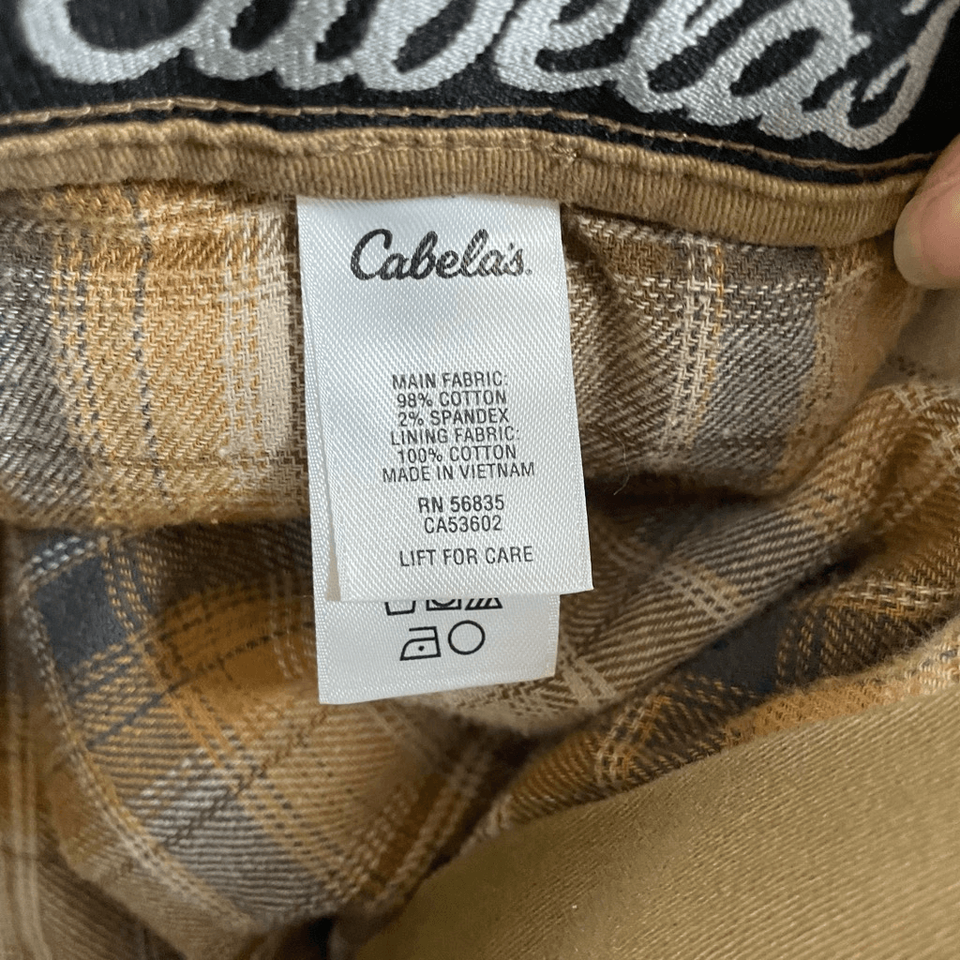 Cabela's
Cabela's.
MAIN FABRIC:
98% COTTON
2% SPANDEX
LINING FABRIC:
100% COTTON
MADE IN VIETNAM
RN 56835
CA53602
LIFT FOR CARE